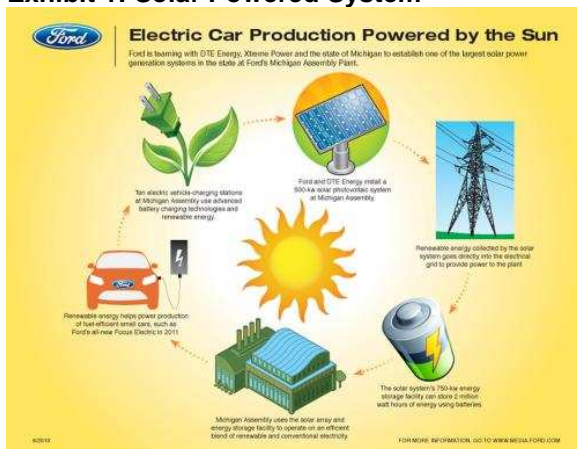 Exhibit 1: Solar Powered System
Ford
Electric Car Production Powered by the Sun
Ford is teaming with DTE Energy, Xtreme Power and the state of Michigan to establish one of the largest solar power
generation systems in the state at Ford's Michigan Assembly Plant.
Ten electric vehicle-charging stations
at Michigan Assembly use advanced
battery charging technologies and
renewable energy.
Ford and DTE Energy install a
500-kw solar photovoltaic system
at Michigan Assembly.
Renewable energy collected by the solar
system goes directly into the electrical
grid to provide power to the plant
Ford
Renewable energy helps power production
of fuel-efficient small cars, such as
Ford's all-new Focus Electric in 2011
The solar system's 750-kw energy
storage facility can store 2 million
watt hours of energy using batteries.
Michigan Assembly uses the solar array and
energy storage facility to operate on an efficient
blend of renewable and conventional electricity.
8/2010
FOR MORE INFORMATION, GO TO WWW.MEDIA.FORD.COM